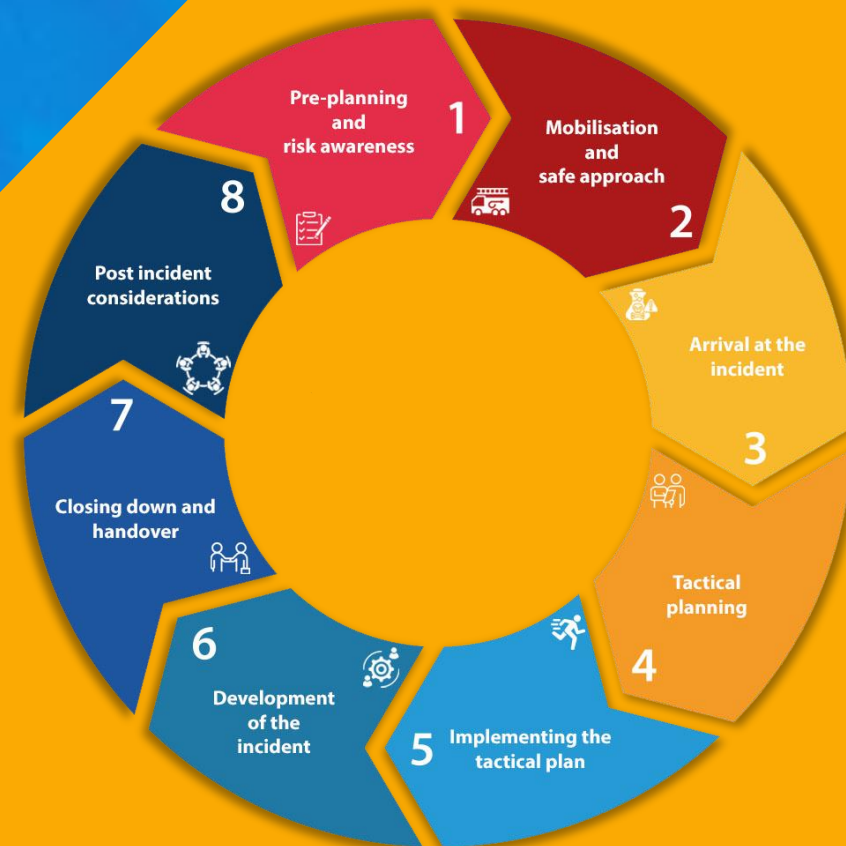 1
Pre-planning
and
risk awareness
2
Mobilisation
and
safe approach
3
Arrival at the
incident
4
Tactical
planning
5
Implementing the
tactical plan
6
Development
of the
incident
7
Closing down and
handover
8
Post incident
considerations